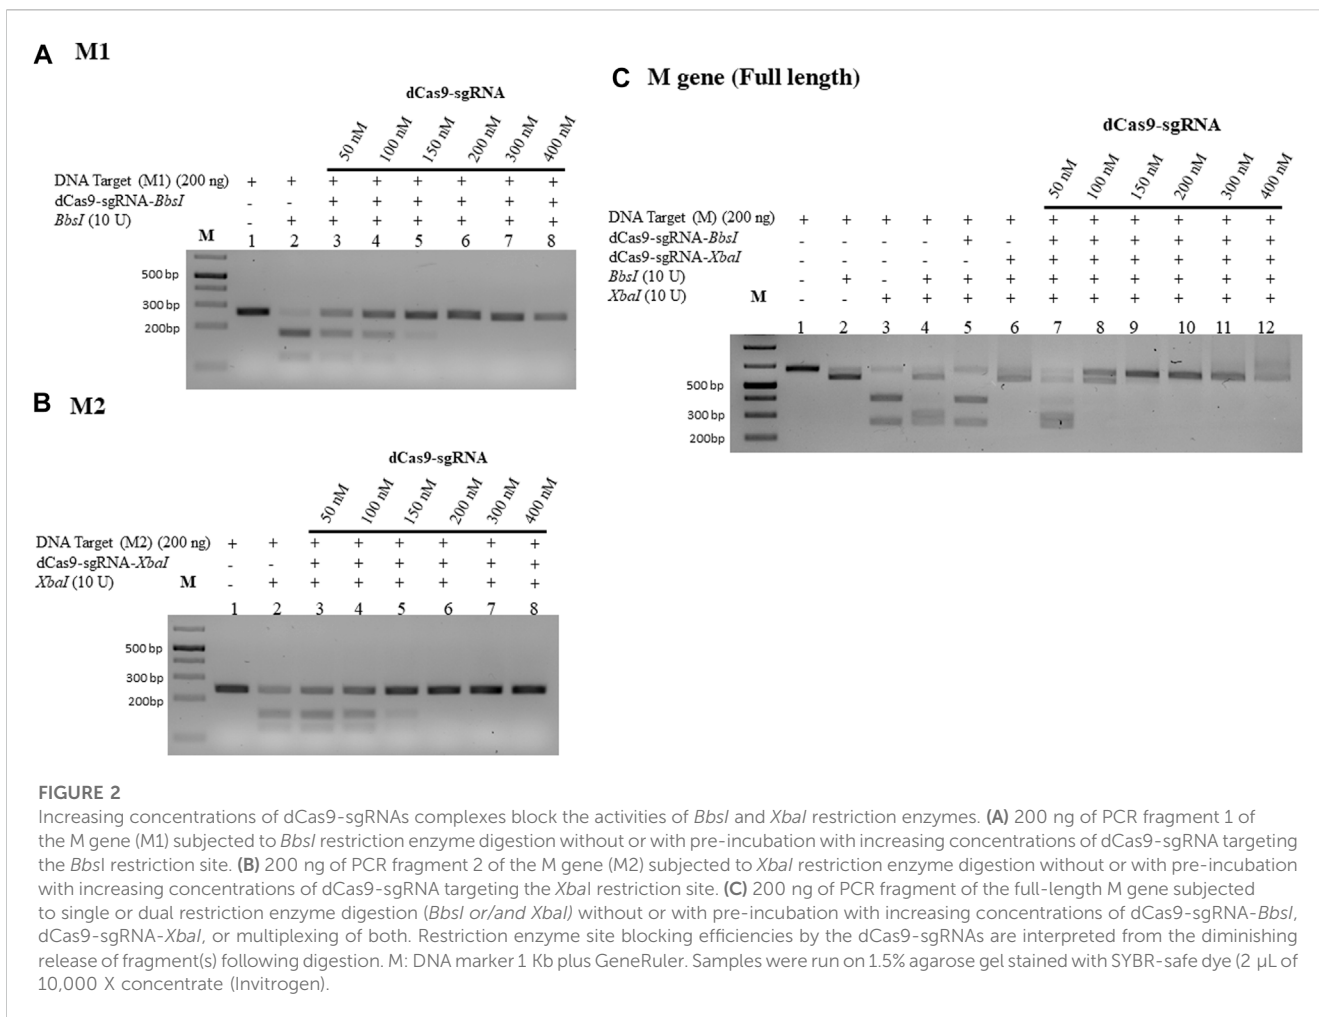 A M1
dCas9-sgRNA
50 nM 100 nM 150 nM 200 nM 300 nM 400 nM
DNA Target (M1) (200 ng) + + + + + + + +
dCas9-sgRNA-BbsI - - + + + + + +
BbsI (10 U) - + + + + + + +
M 1 2 3 4 5 6 7 8
500 bp
300 bp
200bp
B M2
dCas9-sgRNA
50 nM 100 nM 150 nM 200 nM 300 nM 400 nM
DNA Target (M2) (200 ng) + + + + + + + +
dCas9-sgRNA-XbaI - - + + + + + +
XbaI (10 U) M - + + + + + + +
1 2 3 4 5 6 7 8
500 bp
300 bp
200bp
C M gene (Full length)
dCas9-sgRNA
50 nM 100 nM 150 nM 200 nM 300 nM 400 nM
DNA Target (M) (200 ng) + + + + + + + + + + + +
dCas9-sgRNA-BbsI - - - - + - + + + + + +
dCas9-sgRNA-XbaI - - - - - + + + + + + +
BbsI (10 U) - + - + + + + + + + + +
XbaI (10 U) M - - + + + + + + + + + +
1 2 3 4 5 6 7 8 9 10 11 12
500 bp
300 bp
200bp
FIGURE 2
Increasing concentrations of dCas9-sgRNAs complexes block the activities of BbsI and XbaI restriction enzymes. (A) 200 ng of PCR fragment 1 of
the M gene (M1) subjected to BbsI restriction enzyme digestion without or with pre-incubation with increasing concentrations of dCas9-sgRNA targeting
the BbsI restriction site. (B) 200 ng of PCR fragment 2 of the M gene (M2) subjected to XbaI restriction enzyme digestion without or with pre-incubation
with increasing concentrations of dCas9-sgRNA targeting the XbaI restriction site. (C) 200 ng of PCR fragment of the full-length M gene subjected
to single or dual restriction enzyme digestion (BbsI or/and XbaI) without or with pre-incubation with increasing concentrations of dCas9-sgRNA-BbsI,
dCas9-sgRNA-XbaI, or multiplexing of both. Restriction enzyme site blocking efficiencies by the dCas9-sgRNAs are interpreted from the diminishing
release of fragment(s) following digestion. M: DNA marker 1 Kb plus GeneRuler. Samples were run on 1.5% agarose gel stained with SYBR-safe dye (2 µL of
10,000 X concentrate (Invitrogen).